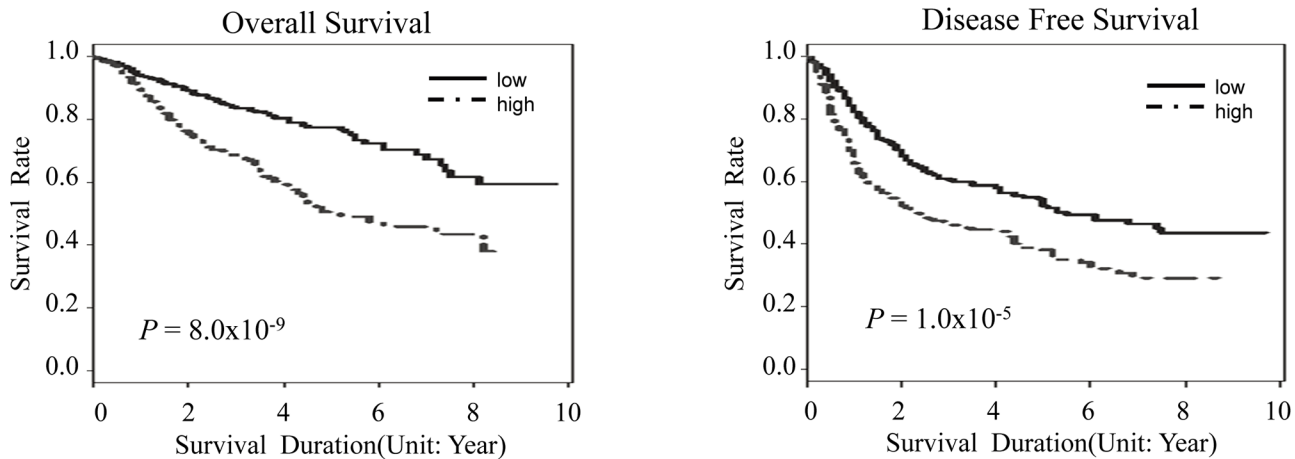 Overall Survival
1.0
0.8
0.6
0.4
0.2
0.0
Survival Rate
low
high
P = 8.0x10-9
0 2 4 6 8 10
Survival Duration(Unit: Year)
Disease Free Survival
1.0
0.8
0.6
0.4
0.2
0.0
Survival Rate
low
high
P = 1.0x10-5
0 2 4 6 8 10
Survival Duration(Unit: Year)